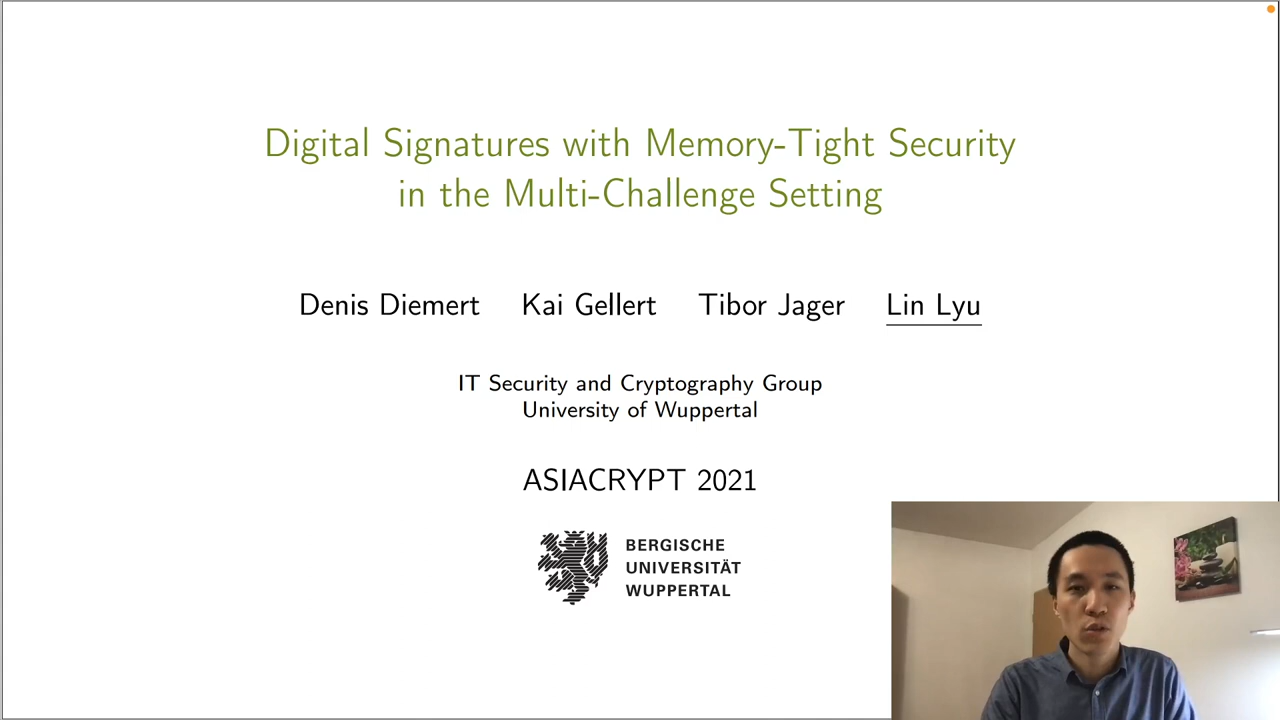 Digital Signatures with Memory-Tight Security
in the Multi-Challenge Setting
Denis Diemert Kai Gellert Tibor Jager Lin Lyu
IT Security and Cryptography Group
University of Wuppertal
ASIACRYPT 2021
BERGISCHE
UNIVERSITÄT
WUPPERTAL